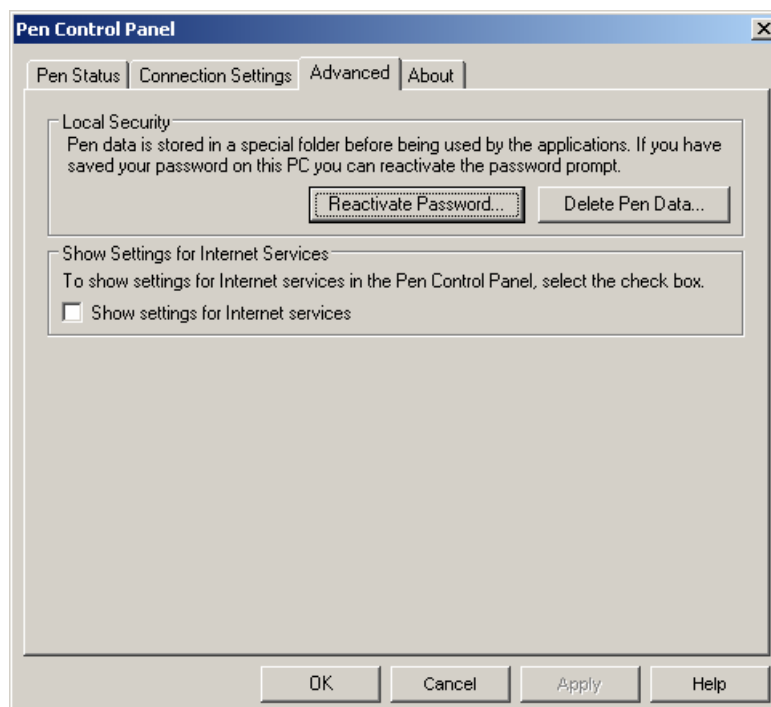 Pen Control Panel
Pen Status Connection Settings Advanced About
Local Security
Pen data is stored in a special folder before being used by the applications. If you have
saved your password on this PC you can reactivate the password prompt.
Reactivate Password... Delete Pen Data...
Show Settings for Internet Services
To show settings for Internet services in the Pen Control Panel, select the check box.
Show settings for Internet services
OK Cancel Apply Help